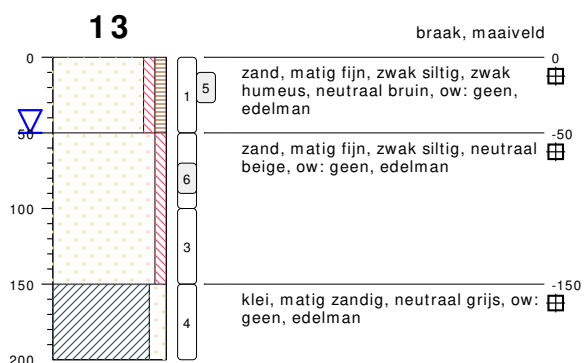 13
braak, maaiveld
0
0
zand, matig fijn, zwak siltig, zwak
humeus, neutraal bruin, ow: geen,
edelman
1
5
50
-50
zand, matig fijn, zwak siltig, neutraal
beige, ow: geen, edelman
6
100
3
150
-150
klei, matig zandig, neutraal grijs, ow:
geen, edelman
4
200